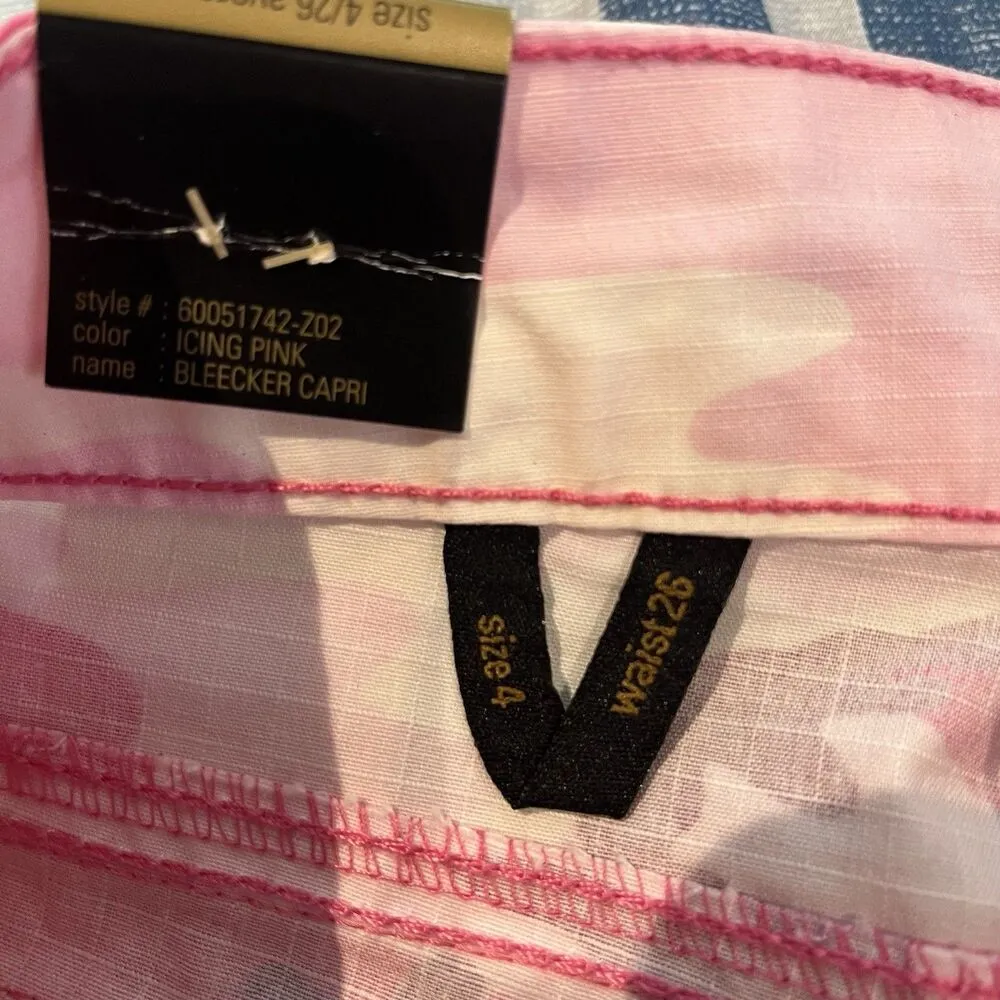 size 4/26
style # : 60051742-Z02
color : ICING PINK
name : BLEECKER CAPRI
size 4
waist 26